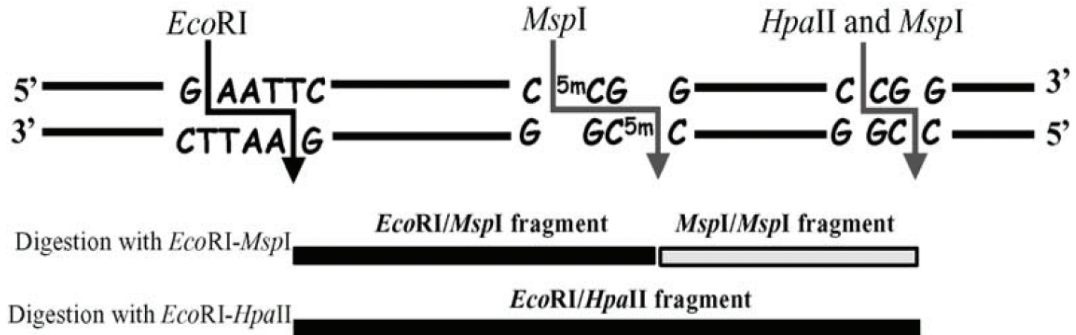 EcoRI MspI HpaII and MspI
5’ G AATTC C 5mCG G C CG G 3’
3’ CTTAA G G GC5m C G GC C 5’
EcoRI/MspI fragment MspI/MspI fragment
Digestion with EcoRI-MspI
EcoRI/HpaII fragment
Digestion with EcoRI-HpaII